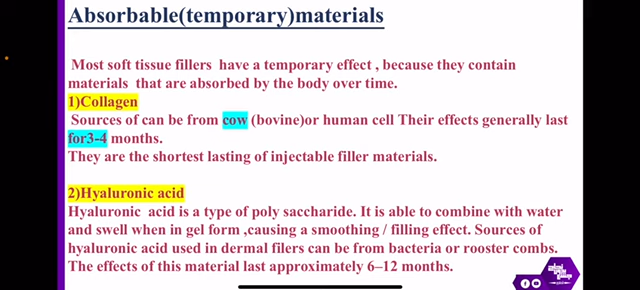 Absorbable(temporary)materials
Most soft tissue fillers have a temporary effect , because they contain
materials that are absorbed by the body over time.
1)Collagen
Sources of can be from cow (bovine)or human cell Their effects generally last
for3-4 months.
They are the shortest lasting of injectable filler materials.
2)Hyaluronic acid
Hyaluronic acid is a type of poly saccharide. It is able to combine with water
and swell when in gel form ,causing a smoothing / filling effect. Sources of
hyaluronic acid used in dermal filers can be from bacteria or rooster combs.
The effects of this material last approximately 6–12 months.